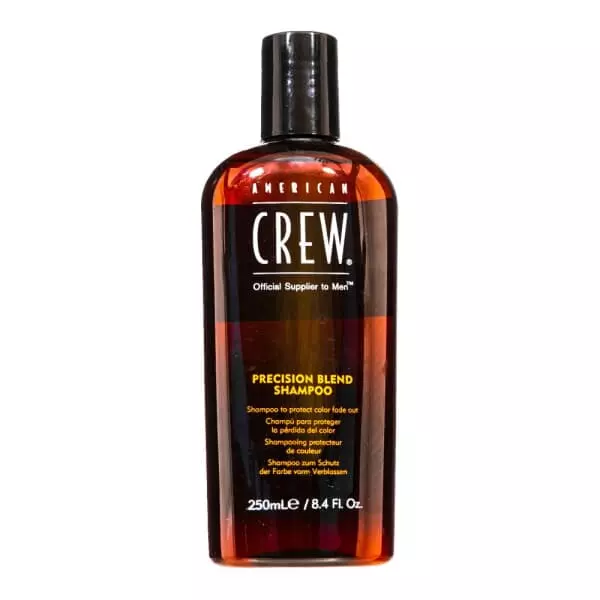 AMERICAN
CREW®
Official Supplier to Men™
PRECISION BLEND
SHAMPOO
Shampoo to protect color fade out
Champú para proteger
la pérdida del color
Shampooing protecteur
de couleur
Shampoo zum Schutz
der Farbe vorm Verblassen
250mL℮ / 8.4 Fl. Oz.